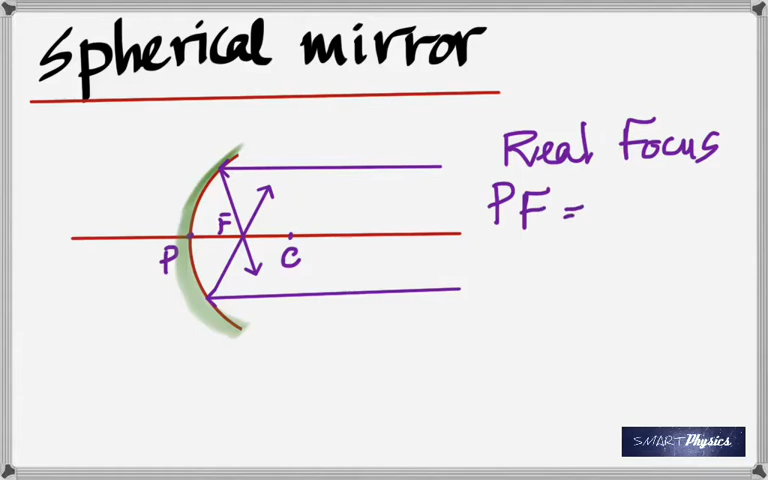 Spherical mirror
Real Focus
PF =
F
P
C
SMARTPhysics